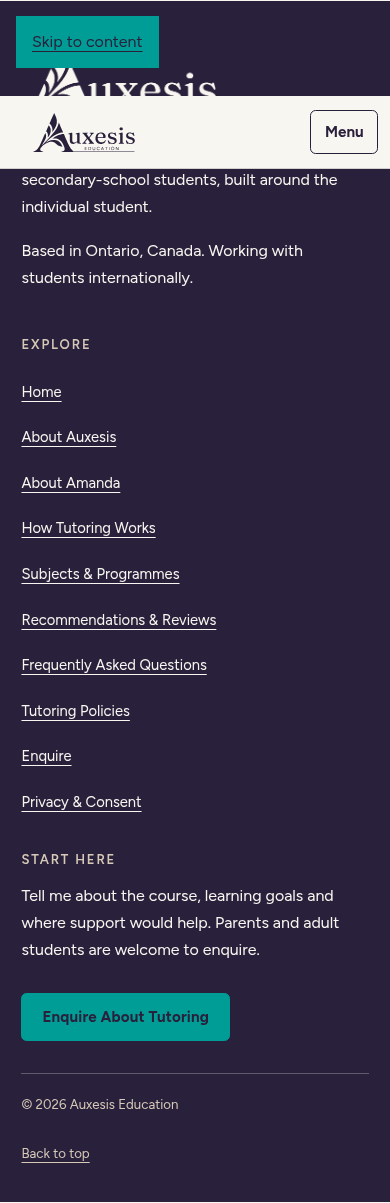 Skip to content
Auxesis
Auxesis
EDUCATION
Menu
secondary-school students, built around the
individual student.
Based in Ontario, Canada. Working with
students internationally.
EXPLORE
Home
About Auxesis
About Amanda
How Tutoring Works
Subjects & Programmes
Recommendations & Reviews
Frequently Asked Questions
Tutoring Policies
Enquire
Privacy & Consent
START HERE
Tell me about the course, learning goals and
where support would help. Parents and adult
students are welcome to enquire.
Enquire About Tutoring
© 2026 Auxesis Education
Back to top